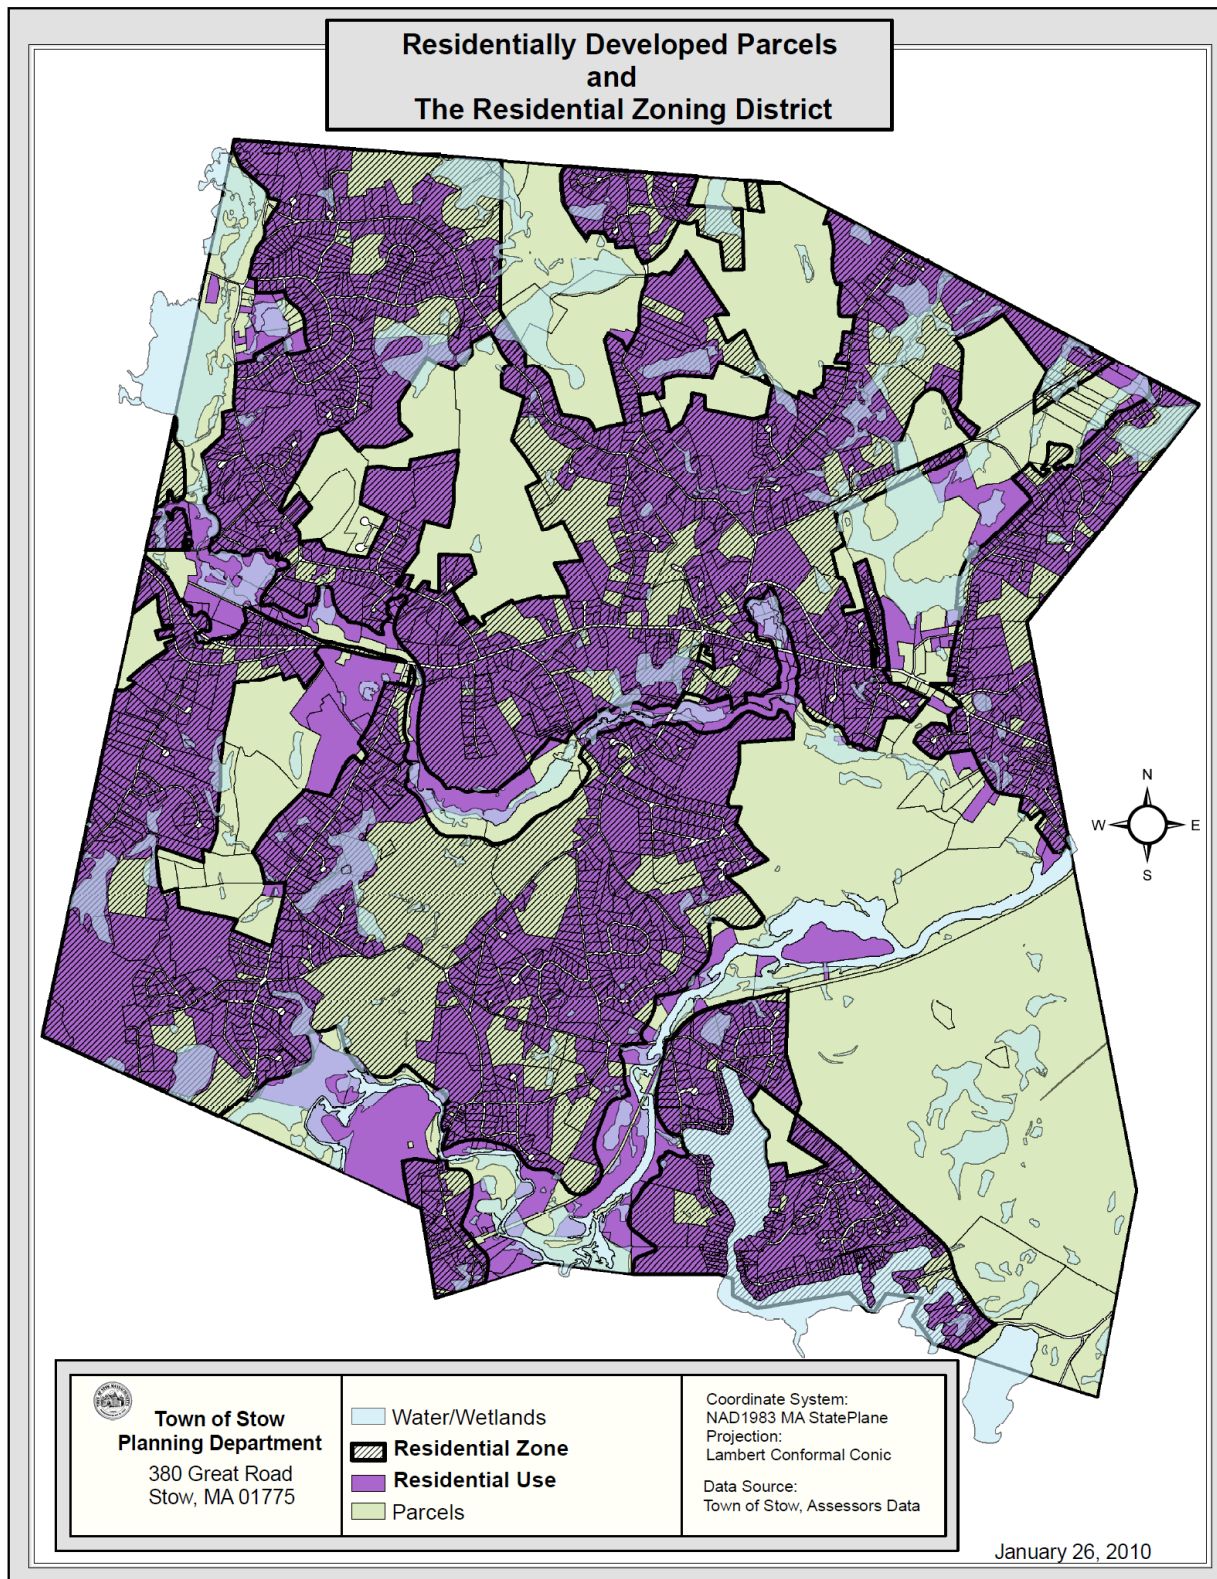 Residentially Developed Parcels
and
The Residential Zoning District
N
W
E
S
Town of Stow
Planning Department
380 Great Road
Stow, MA 01775
Water/Wetlands
Residential Zone
Residential Use
Parcels
Coordinate System:
NAD1983 MA StatePlane
Projection:
Lambert Conformal Conic
Data Source:
Town of Stow, Assessors Data
January 26, 2010